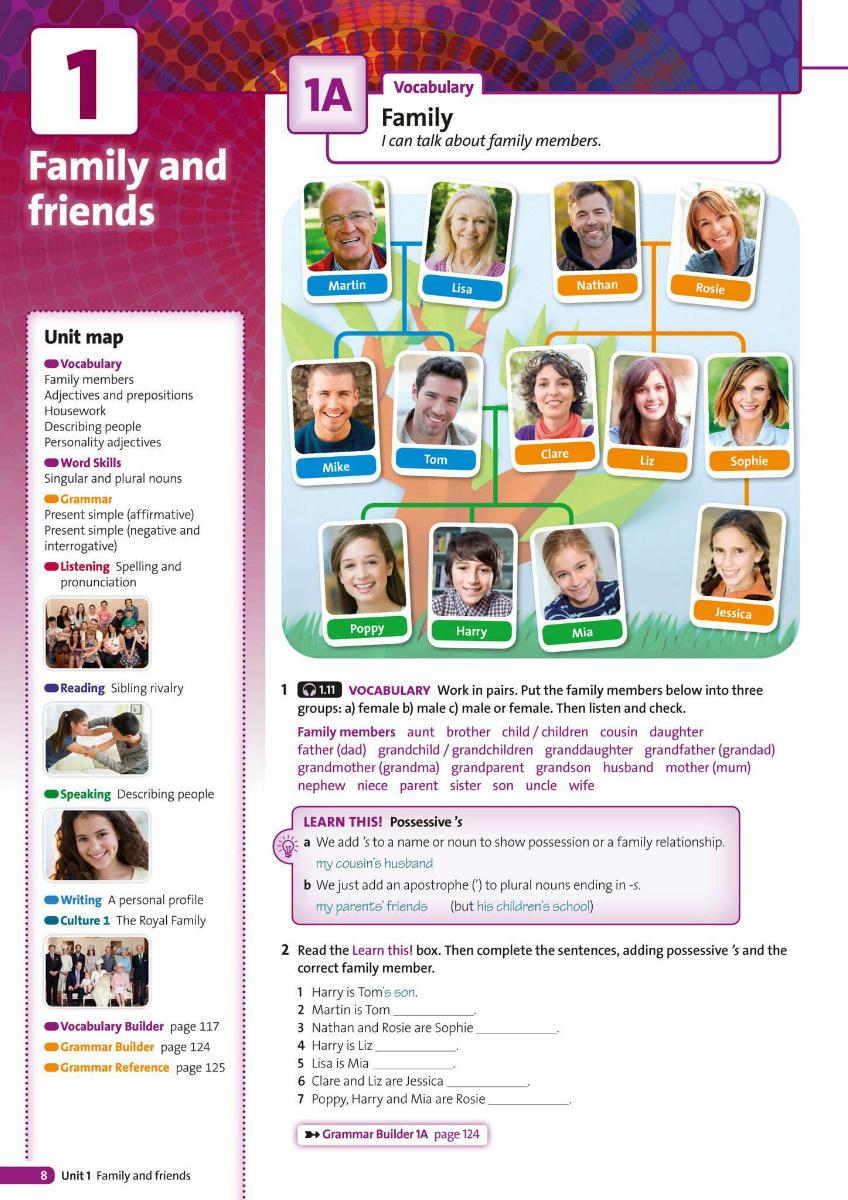 1
Family and
friends
1A
Vocabulary
Family
I can talk about family members.
Martin
Lisa
Nathan
Rosie
Mike
Tom
Clare
Liz
Sophie
Poppy
Harry
Mia
Jessica
Unit map
Vocabulary
Family members
Adjectives and prepositions
Housework
Describing people
Personality adjectives
Word Skills
Singular and plural nouns
Grammar
Present simple (affirmative)
Present simple (negative and
interrogative)
Listening Spelling and
pronunciation
Reading Sibling rivalry
Speaking Describing people
Writing A personal profile
Culture 1 The Royal Family
Vocabulary Builder page 117
Grammar Builder page 124
Grammar Reference page 125
1 1.11 VOCABULARY Work in pairs. Put the family members below into three
groups: a) female b) male c) male or female. Then listen and check.
Family members aunt brother child / children cousin daughter
father (dad) grandchild / grandchildren granddaughter grandfather (grandad)
grandmother (grandma) grandparent grandson husband mother (mum)
nephew niece parent sister son uncle wife
LEARN THIS! Possessive 's
a We add 's to a name or noun to show possession or a family relationship.
my cousin's husband
b We just add an apostrophe (') to plural nouns ending in -s.
my parents' friends (but his children's school)
2 Read the Learn this! box. Then complete the sentences, adding possessive 's and the
correct family member.
1 Harry is Tom's son.
2 Martin is Tom ____________.
3 Nathan and Rosie are Sophie ____________.
4 Harry is Liz ____________.
5 Lisa is Mia ____________.
6 Clare and Liz are Jessica ____________.
7 Poppy, Harry and Mia are Rosie ____________.
Grammar Builder 1A page 124
8 Unit 1 Family and friends